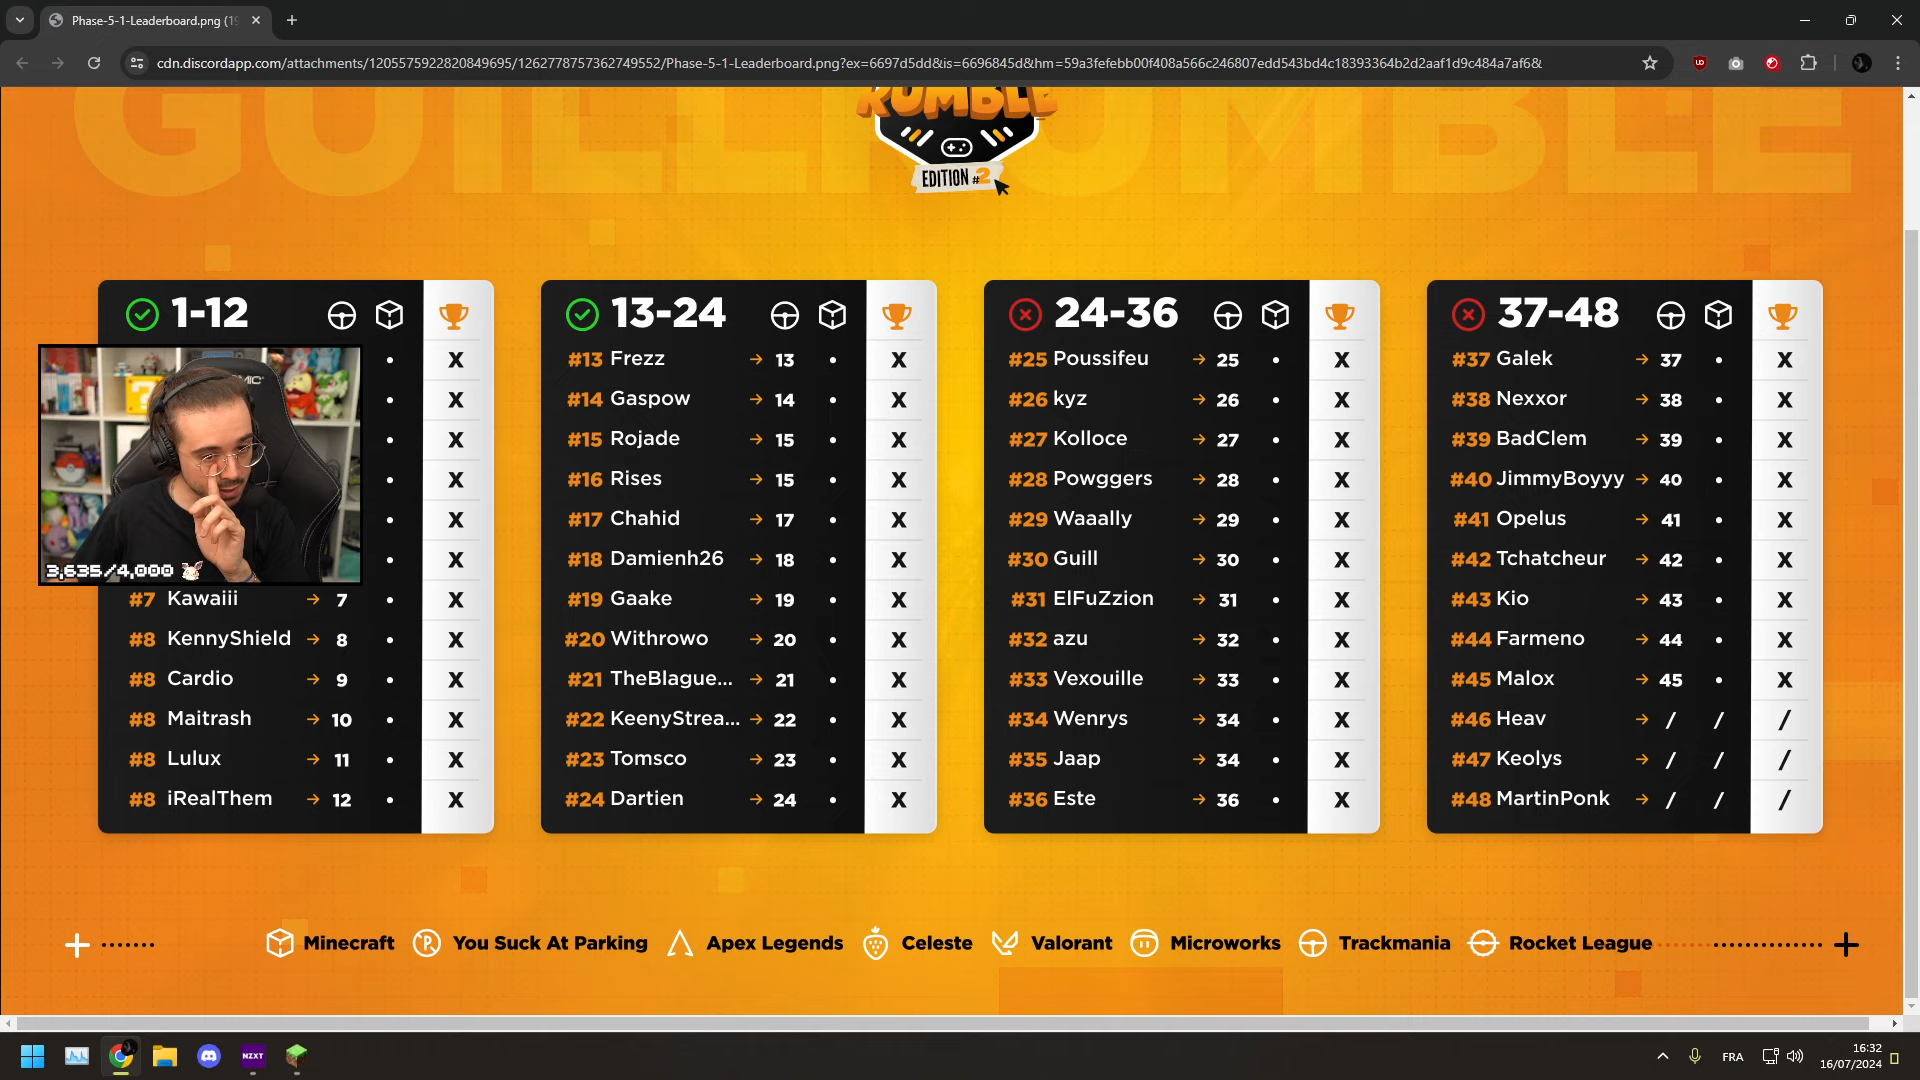 Phase-5-1-Leaderboard.png (19
cdn.discordapp.com/attachments/1205575922820849695/1262778757362749552/Phase-5-1-Leaderboard.png?ex=6697d5dd&is=6696845d&hm=59a3fefebb00f408a566c246807edd543bd4c18393364b2d2aaf1d9c484a7af6&
GUILL RUMBLE
RUMBLE
EDITION #2
1-12
X
X
X
X
X
X
#7 Kawaiii → 7 • X
#8 KennyShield → 8 • X
#8 Cardio → 9 • X
#8 Maitrash → 10 • X
#8 Lulux → 11 • X
#8 iRealThem → 12 • X
3,635/4,000
13-24
#13 Frezz → 13 • X
#14 Gaspow → 14 • X
#15 Rojade → 15 • X
#16 Rises → 15 • X
#17 Chahid → 17 • X
#18 Damienh26 → 18 • X
#19 Gaake → 19 • X
#20 Withrowo → 20 • X
#21 TheBlague... → 21 • X
#22 KeenyStrea... → 22 • X
#23 Tomsco → 23 • X
#24 Dartien → 24 • X
24-36
#25 Poussifeu → 25 • X
#26 kyz → 26 • X
#27 Kolloce → 27 • X
#28 Powggers → 28 • X
#29 Waaally → 29 • X
#30 Guill → 30 • X
#31 ElFuZzion → 31 • X
#32 azu → 32 • X
#33 Vexouille → 33 • X
#34 Wenrys → 34 • X
#35 Jaap → 34 • X
#36 Este → 36 • X
37-48
#37 Galek → 37 • X
#38 Nexxor → 38 • X
#39 BadClem → 39 • X
#40 JimmyBoyyy → 40 • X
#41 Opelus → 41 • X
#42 Tchatcheur → 42 • X
#43 Kio → 43 • X
#44 Farmeno → 44 • X
#45 Malox → 45 • X
#46 Heav → / / /
#47 Keolys → / / /
#48 MartinPonk → / / /
Minecraft You Suck At Parking Apex Legends Celeste Valorant Microworks Trackmania Rocket League
NZXT
FRA
16:32
16/07/2024